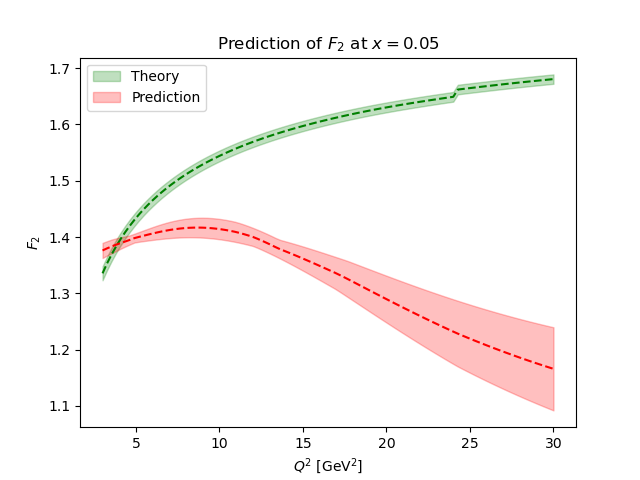 Prediction of $F_2$ at $x = 0.05$
Theory
Prediction
1.7
1.6
1.5
1.4
1.3
1.2
1.1
$F_2$
5
10
15
20
25
30
$Q^2$ [GeV$^2$]